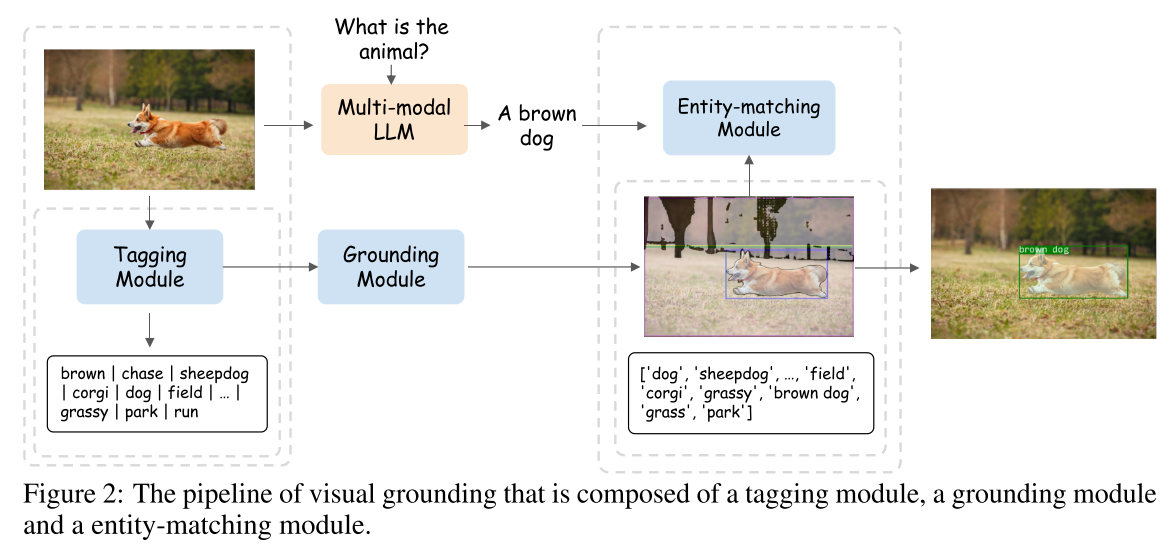 What is the
animal?
Multi-modal
LLM
A brown
dog
Entity-matching
Module
Tagging
Module
Grounding
Module
brown dog
brown | chase | sheepdog
| corgi | dog | field | ... |
grassy | park | run
['dog', 'sheepdog', ..., 'field',
'corgi', 'grassy', 'brown dog',
'grass', 'park']
Figure 2: The pipeline of visual grounding that is composed of a tagging module, a grounding module
and a entity-matching module.